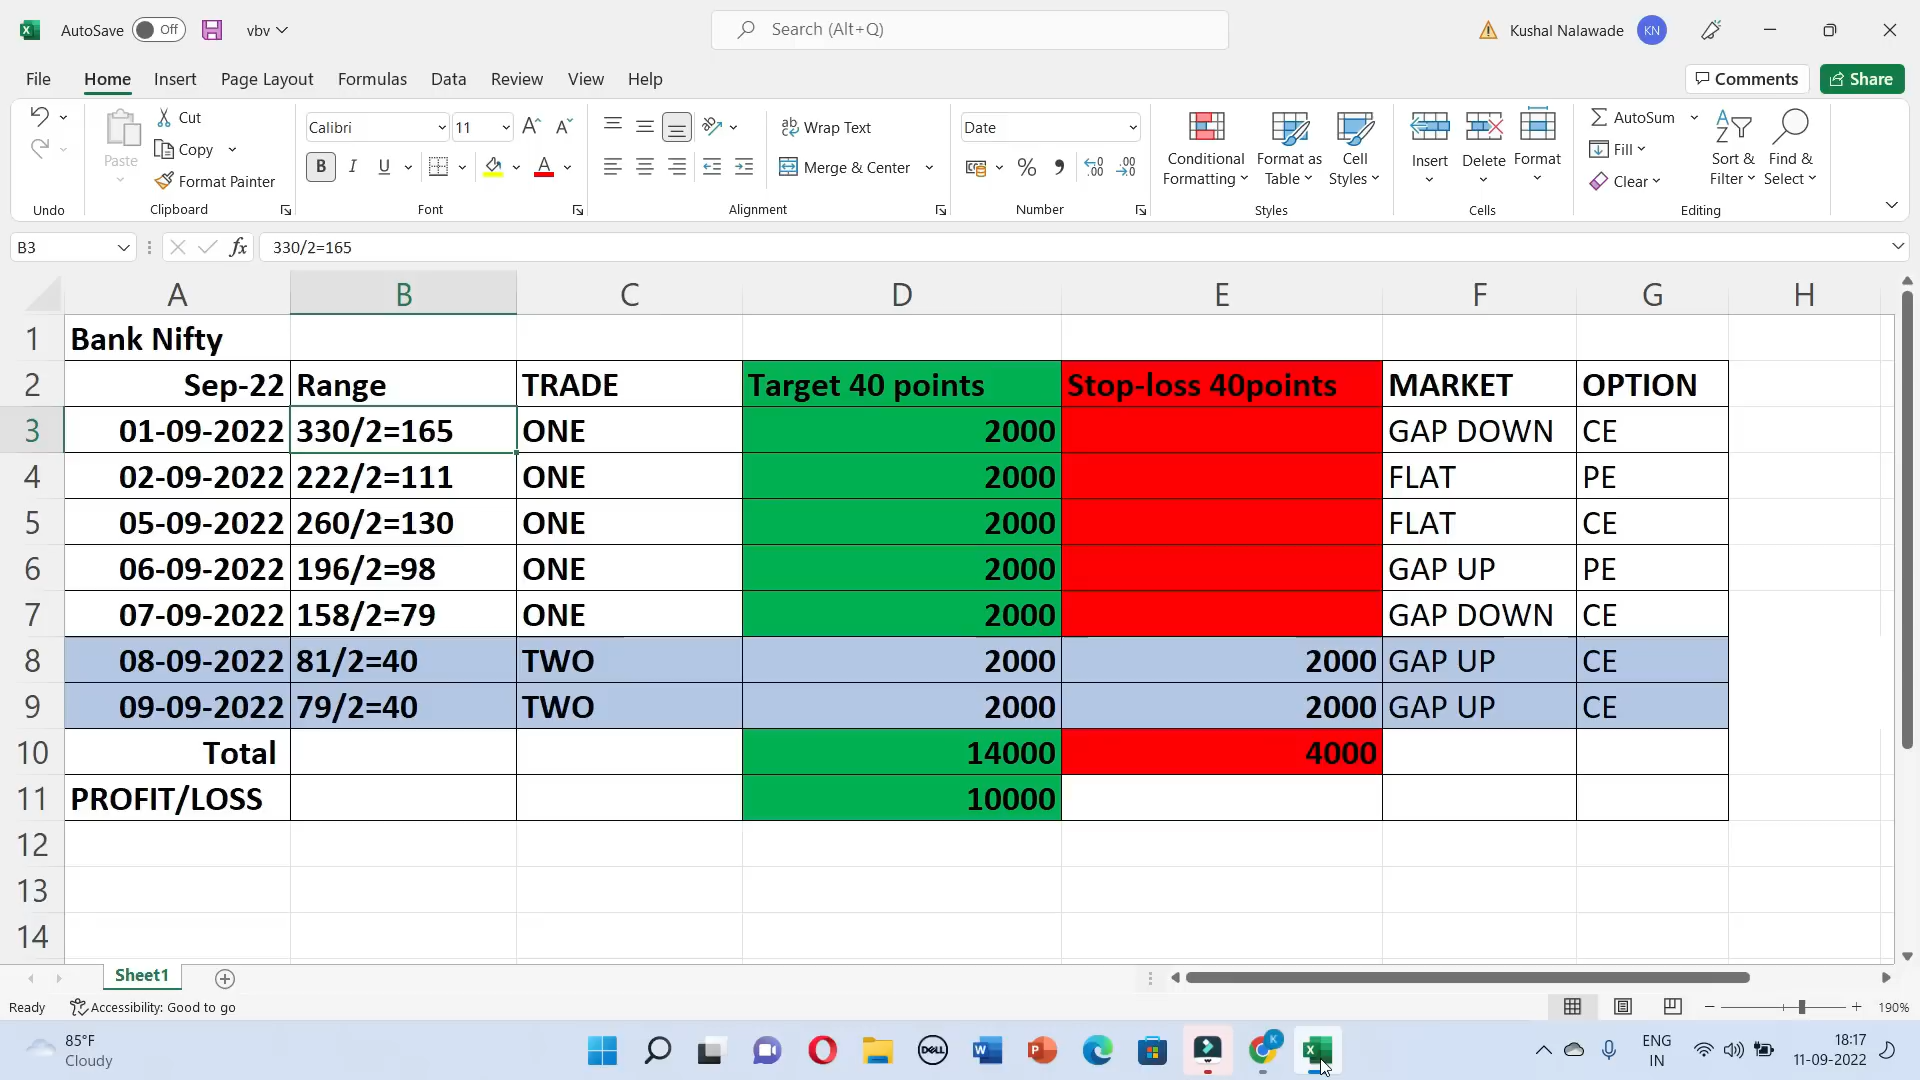 AutoSave Off vbv Search (Alt+Q) Kushal Nalawade KN
File Home Insert Page Layout Formulas Data Review View Help Comments Share
Paste Cut Copy Format Painter
Calibri 11 B I U A
ab Wrap Text Merge & Center
Date % 9 .00
Conditional Formatting Format as Table Cell Styles Insert Delete Format
AutoSum Fill Clear Sort & Filter Find & Select
Undo Clipboard Font Alignment Number Styles Cells Editing
B3 fx 330/2=165
A B C D E F G H
1 Bank Nifty
2 Sep-22 Range TRADE Target 40 points Stop-loss 40points MARKET OPTION
3 01-09-2022 330/2=165 ONE 2000 GAP DOWN CE
4 02-09-2022 222/2=111 ONE 2000 FLAT PE
5 05-09-2022 260/2=130 ONE 2000 FLAT CE
6 06-09-2022 196/2=98 ONE 2000 GAP UP PE
7 07-09-2022 158/2=79 ONE 2000 GAP DOWN CE
8 08-09-2022 81/2=40 TWO 2000 2000 GAP UP CE
9 09-09-2022 79/2=40 TWO 2000 2000 GAP UP CE
10 Total 14000 4000
11 PROFIT/LOSS 10000
12
13
14
Sheet1
Ready Accessibility: Good to go 190%
85°F
Cloudy
DELL W P K X
ENG
IN
18:17
11-09-2022